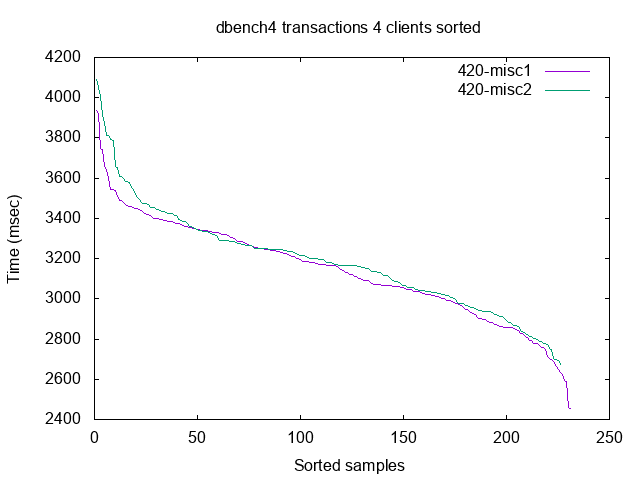 dbench4 transactions 4 clients sorted
420-misc1
420-misc2
4200
4000
3800
3600
3400
3200
3000
2800
2600
2400
Time (msec)
0 50 100 150 200 250
Sorted samples